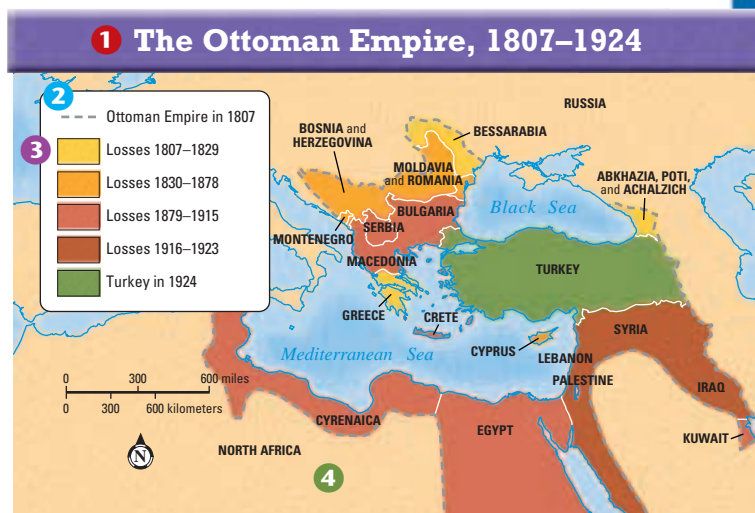 1 The Ottoman Empire, 1807–1924
2
Ottoman Empire in 1807
3
Losses 1807–1829
Losses 1830–1878
Losses 1879–1915
Losses 1916–1923
Turkey in 1924
RUSSIA
BOSNIA and
HERZEGOVINA
BESSARABIA
MOLDAVIA
and ROMANIA
ABKHAZIA, POTI,
and ACHALZICH
BULGARIA
Black Sea
SERBIA
MONTENEGRO
MACEDONIA
TURKEY
GREECE
CRETE
SYRIA
CYPRUS
LEBANON
Mediterranean Sea
PALESTINE
IRAQ
0 300 600 miles
0 300 600 kilometers
CYRENAICA
EGYPT
KUWAIT
NORTH AFRICA
N
4